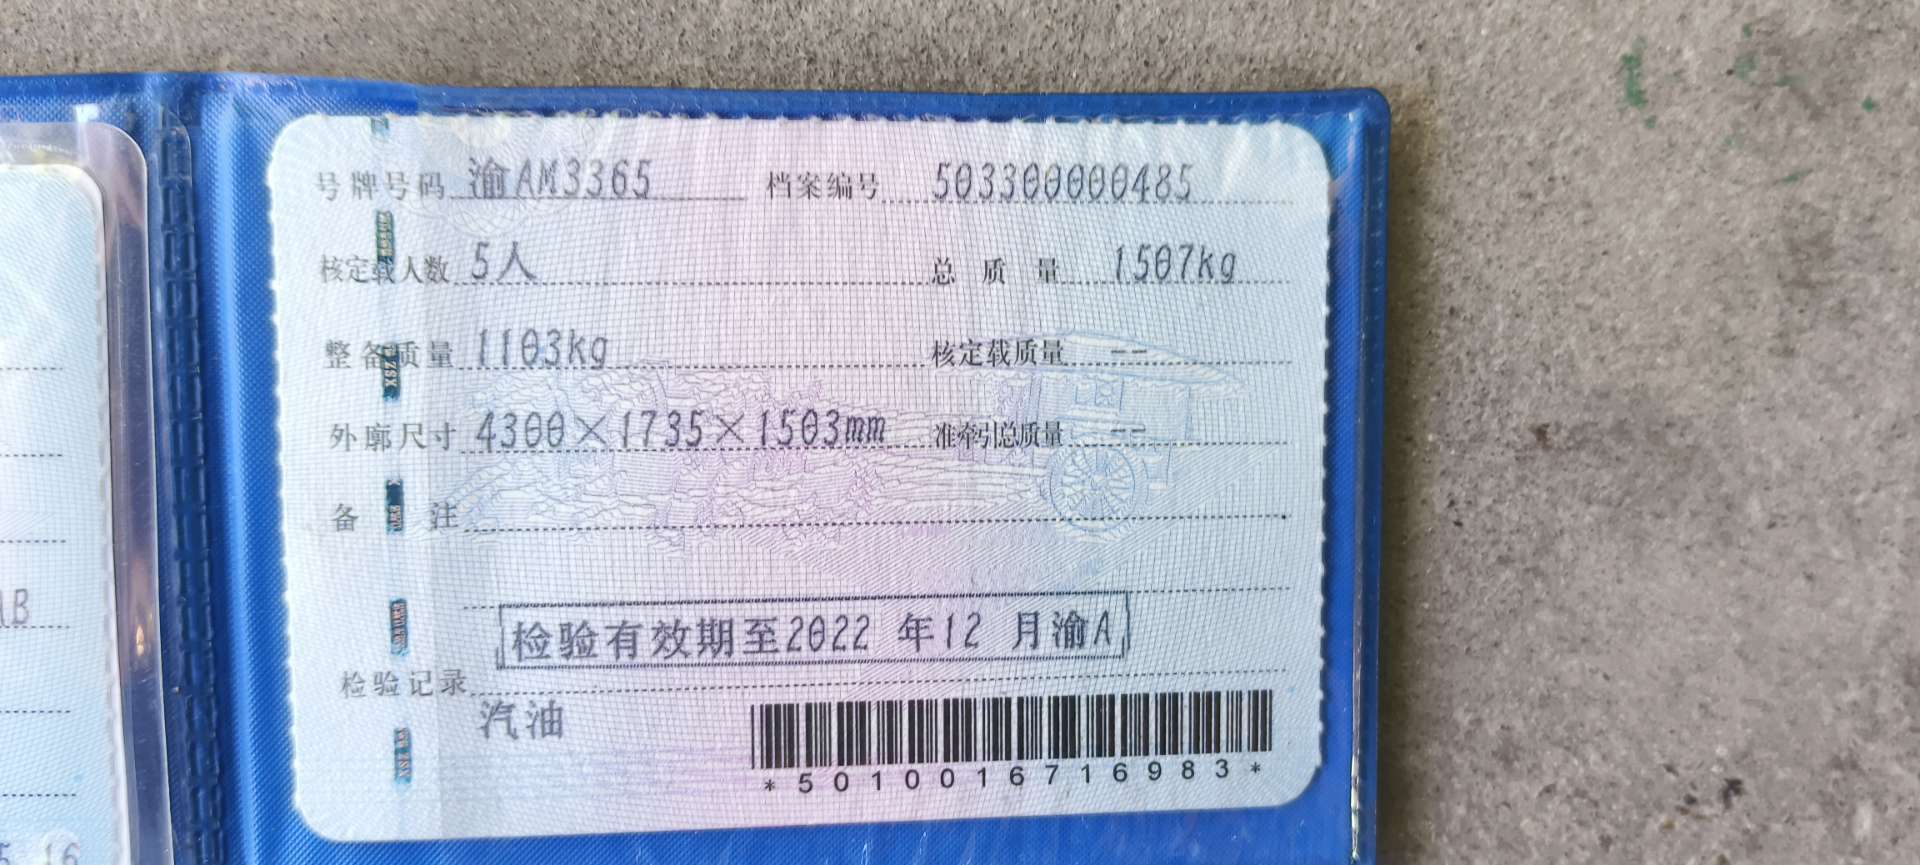 号牌号码 渝AM3365 档案编号 503300000485
核定载人数 5人 总质量 1507kg
整备质量 1103kg 核定载质量 --
外廓尺寸 4300×1735×1503mm 准牵引总质量 --
备注
检验有效期至2022 年12 月渝A
检验记录
汽油
*5010016716983*
AB
16